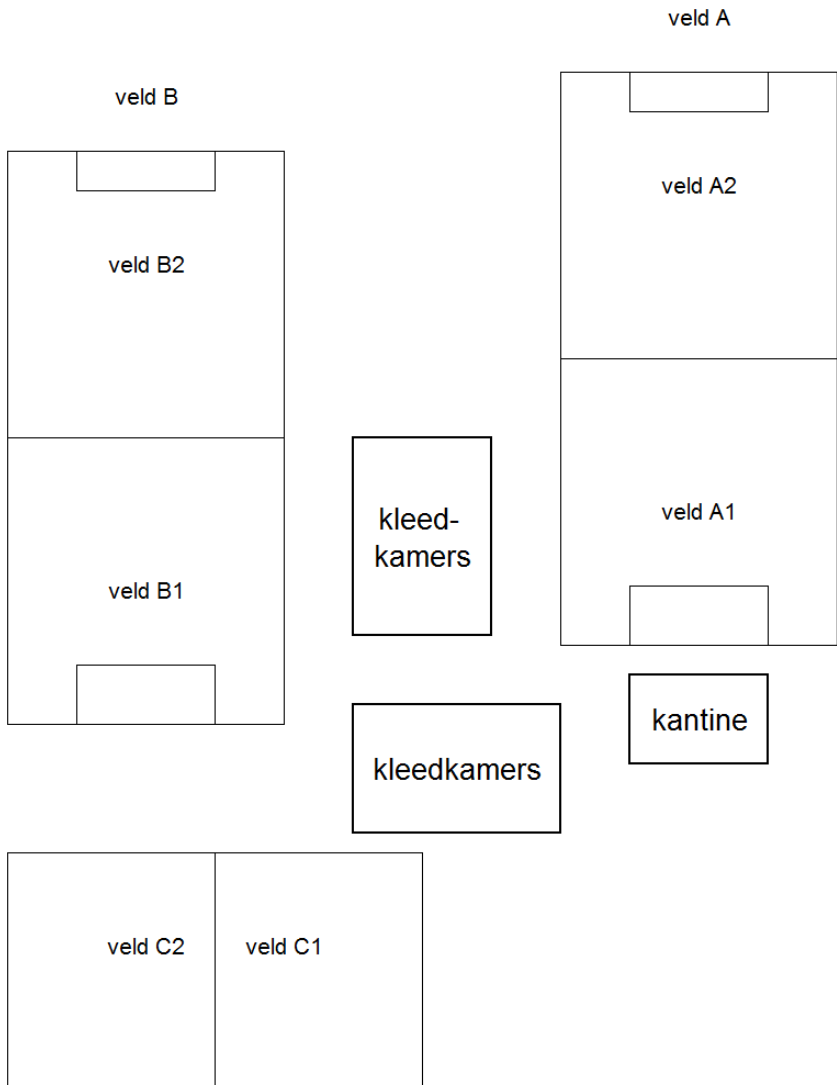 veld A
veld B
veld A2
veld B2
veld A1
kleed-
kamers
veld B1
kantine
kleedkamers
veld C2
veld C1